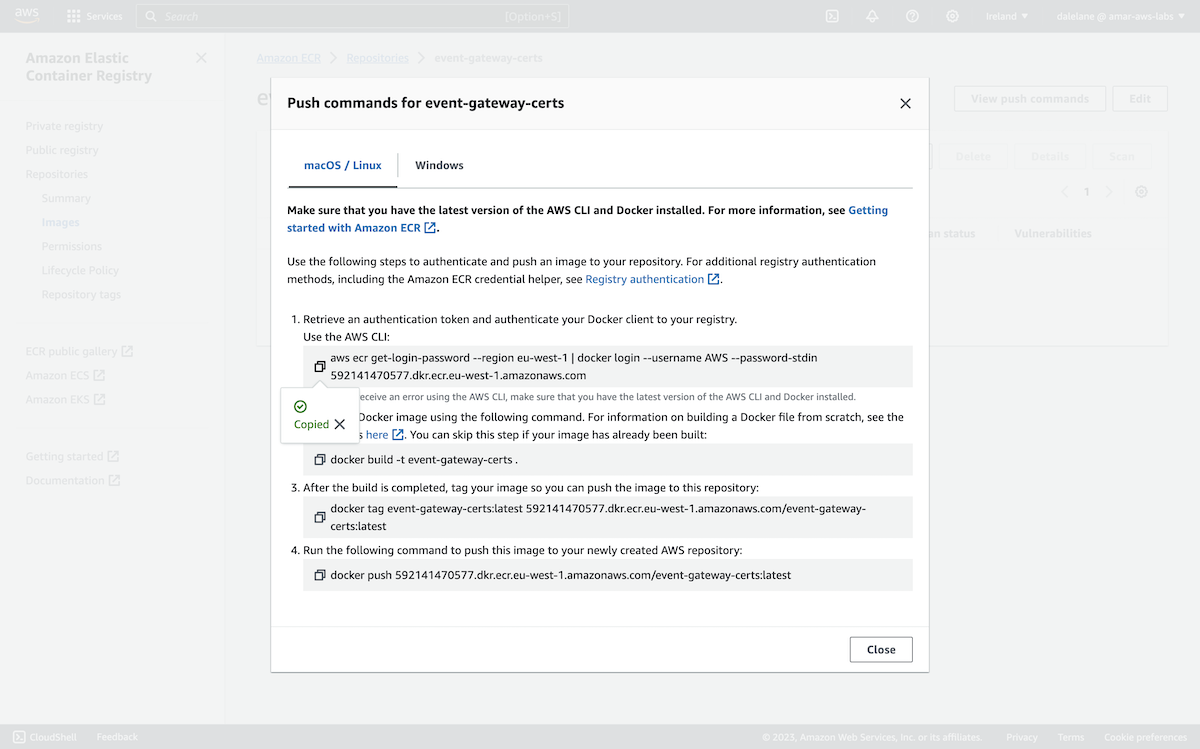 aws
Services
Search
[Option+S]
Ireland
dalelane @ amar-aws-labs
Amazon Elastic
Container Registry
Private registry
Public registry
Repositories
Summary
Images
Permissions
Lifecycle Policy
Repository tags
ECR public gallery
Amazon ECS
Amazon EKS
Getting started
Documentation
Amazon ECR
Repositories
event-gateway-certs
View push commands
Edit
Delete
Details
Scan
1
Vulnerabilities
Push commands for event-gateway-certs
macOS / Linux
Windows
Make sure that you have the latest version of the AWS CLI and Docker installed. For more information, see Getting
started with Amazon ECR.
Use the following steps to authenticate and push an image to your repository. For additional registry authentication
methods, including the Amazon ECR credential helper, see Registry authentication.
1. Retrieve an authentication token and authenticate your Docker client to your registry.
Use the AWS CLI:
aws ecr get-login-password --region eu-west-1 | docker login --username AWS --password-stdin
592141470577.dkr.ecr.eu-west-1.amazonaws.com
eceive an error using the AWS CLI, make sure that you have the latest version of the AWS CLI and Docker installed.
Copied
Docker image using the following command. For information on building a Docker file from scratch, see the
s here. You can skip this step if your image has already been built:
docker build -t event-gateway-certs .
3. After the build is completed, tag your image so you can push the image to this repository:
docker tag event-gateway-certs:latest 592141470577.dkr.ecr.eu-west-1.amazonaws.com/event-gateway-
certs:latest
4. Run the following command to push this image to your newly created AWS repository:
docker push 592141470577.dkr.ecr.eu-west-1.amazonaws.com/event-gateway-certs:latest
Close
CloudShell
Feedback
© 2023, Amazon Web Services, Inc. or its affiliates.
Privacy
Terms
Cookie preferences